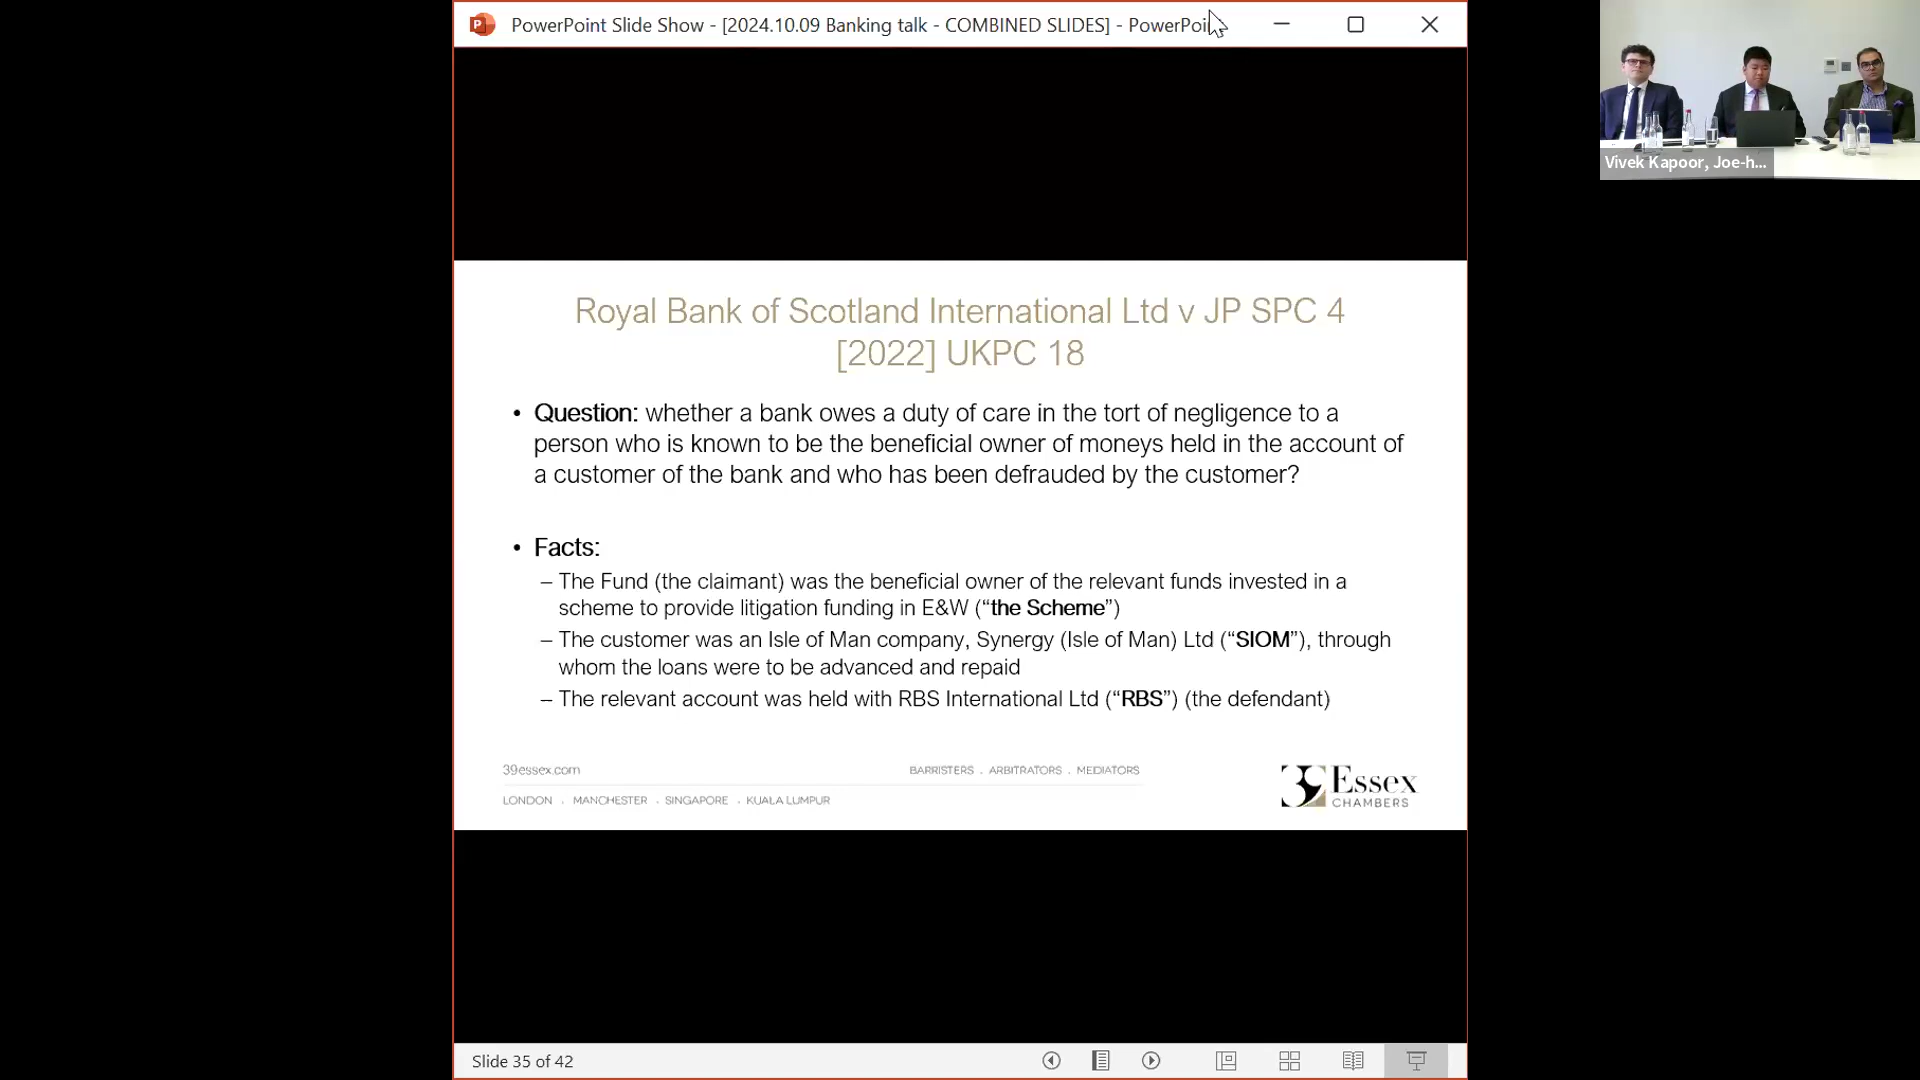 PowerPoint Slide Show - [2024.10.09 Banking talk - COMBINED SLIDES] -
Vivek Kapoor, Joe-h...
Royal Bank of Scotland International Ltd v JP SPC 4
[2022] UKPC 18
• Question: whether a bank owes a duty of care in the tort of negligence to a
person who is known to be the beneficial owner of moneys held in the account of
a customer of the bank and who has been defrauded by the customer?
• Facts:
– The Fund (the claimant) was the beneficial owner of the relevant funds invested in a
scheme to provide litigation funding in E&W (“the Scheme”)
– The customer was an Isle of Man company, Synergy (Isle of Man) Ltd (“SIOM”), through
whom the loans were to be advanced and repaid
– The relevant account was held with RBS International Ltd (“RBS”) (the defendant)
39essex.com
BARRISTERS . ARBITRATORS . MEDIATORS
LONDON . MANCHESTER . SINGAPORE . KUALA LUMPUR
39 Essex
CHAMBERS
Slide 35 of 42